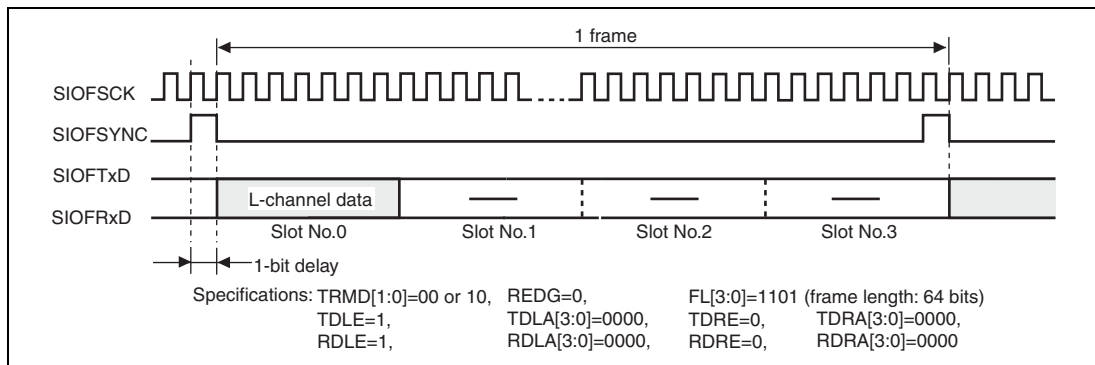 1 frame
SIOFSCK
SIOFSYNC
SIOFTxD
L-channel data
SIOFRxD
Slot No.0 Slot No.1 Slot No.2 Slot No.3
1-bit delay
Specifications: TRMD[1:0]=00 or 10, REDG=0, FL[3:0]=1101 (frame length: 64 bits)
TDLE=1, TDLA[3:0]=0000, TDRE=0, TDRA[3:0]=0000,
RDLE=1, RDLA[3:0]=0000, RDRE=0, RDRA[3:0]=0000